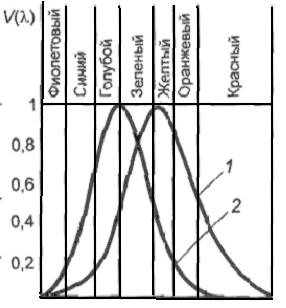 V(λ)
Фиолетовый
Синий
Голубой
Зеленый
Желтый
Оранжевый
Красный
1
0,8
0,6
0,4
0,2
1
2